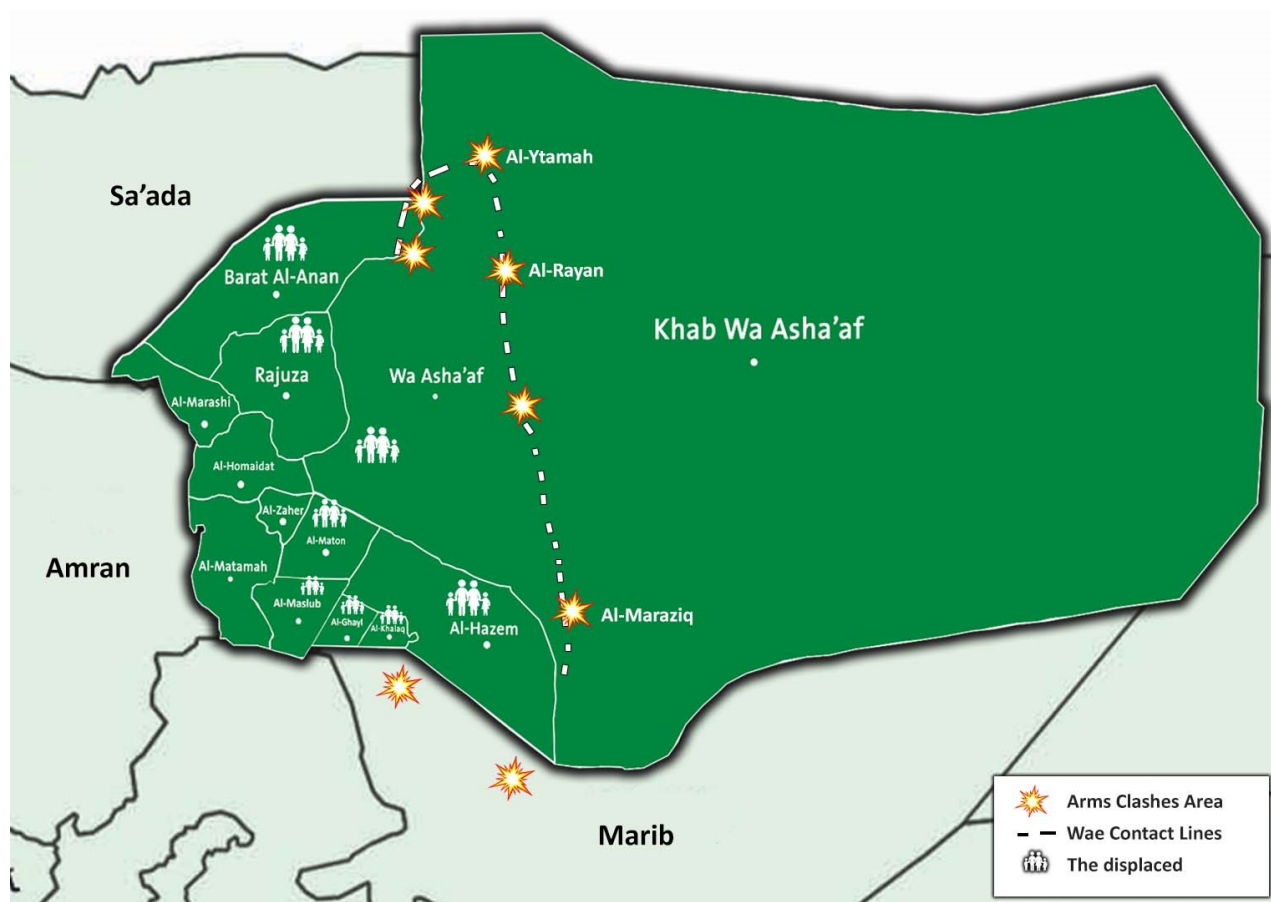 Al-Ytamah
Sa’ada
Al-Rayan
Barat Al-Anan
Khab Wa Asha’af
Rajuza
Wa Asha’af
Al-Marashi
Al-Homaidat
Al-Zaher
Al-Maton
Amran
Al-Matamah
Al-Maslub
Al-Ghayl
Al-Khalaq
Al-Hazem
Al-Maraziq
Marib
Arms Clashes Area
Wae Contact Lines
The displaced